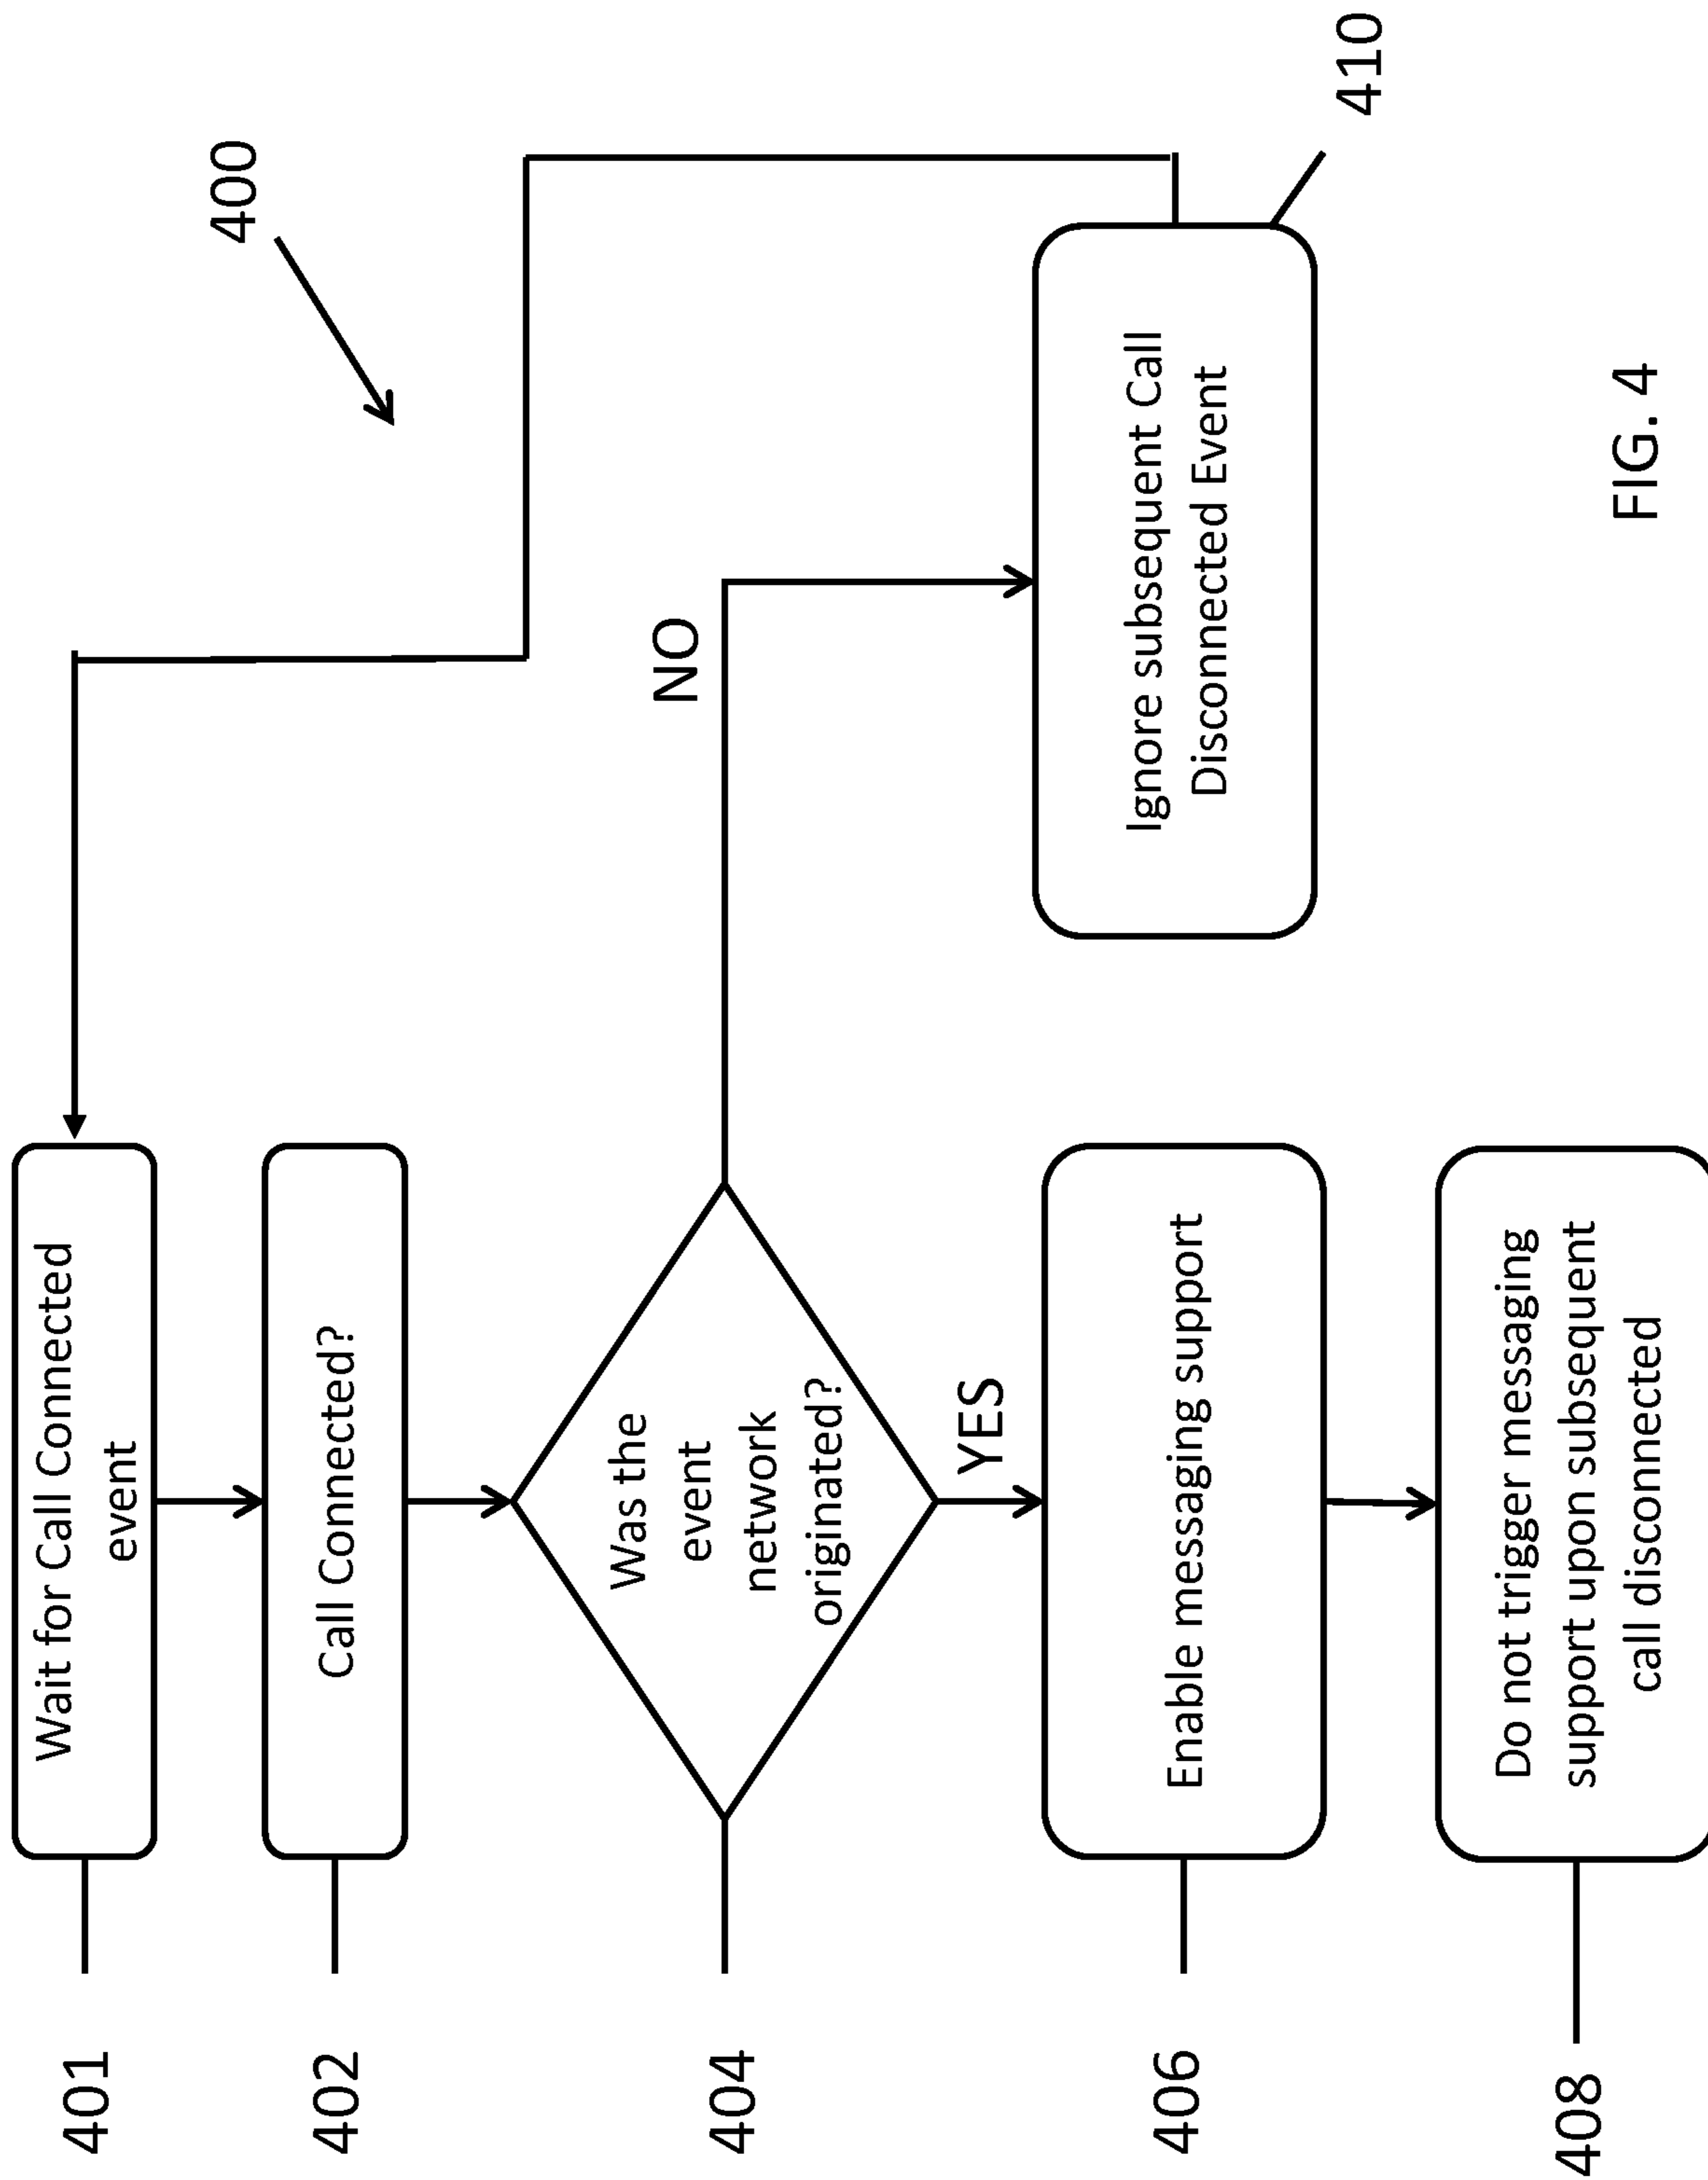 400
401
Wait for Call Connected
event
402
Call Connected?
404
Was the
event
network
originated?
NO
YES
406
Enable messaging support
Ignore subsequent Call
Disconnected Event
410
408
Do not trigger messaging
support upon subsequent
call disconnected
FIG. 4